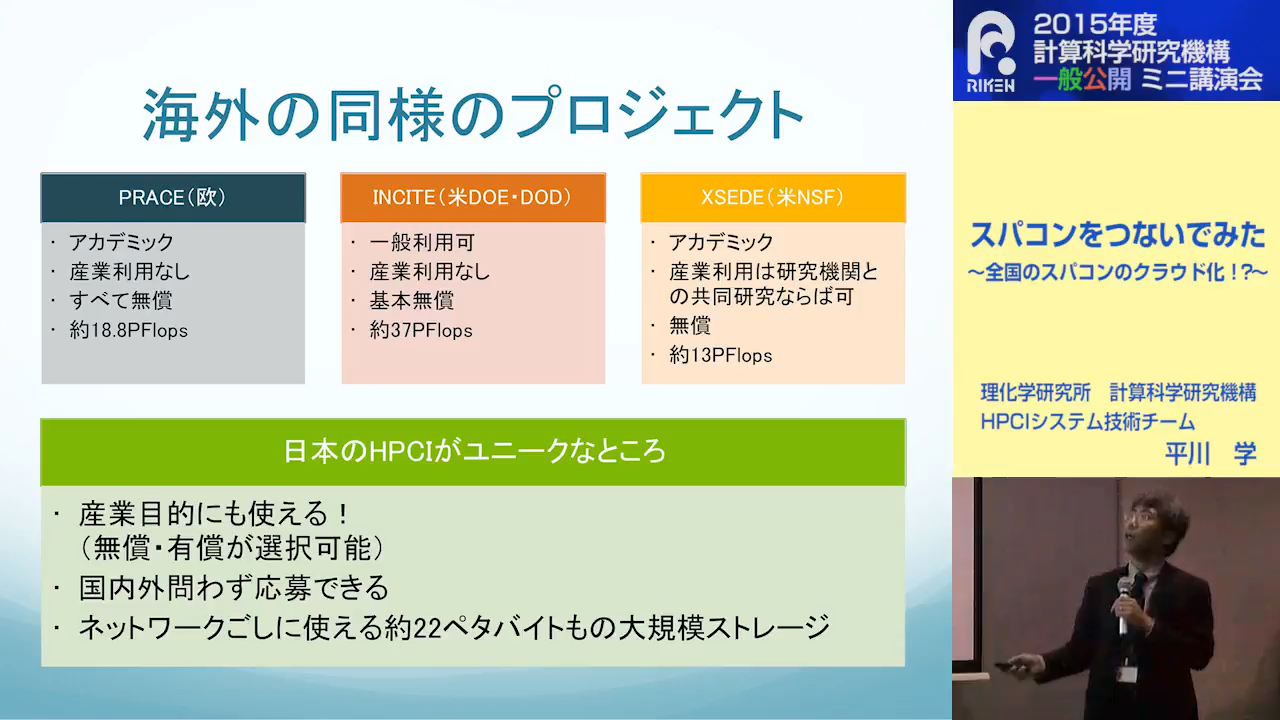 海外の同様のプロジェクト
PRACE（欧）
・ アカデミック
・ 産業利用なし
・ すべて無償
・ 約18.8PFlops
INCITE（米DOE・DOD）
・ 一般利用可
・ 産業利用なし
・ 基本無償
・ 約37PFlops
XSEDE（米NSF）
・ アカデミック
・ 産業利用は研究機関と
の共同研究ならば可
・ 無償
・ 約13PFlops
日本のHPCIがユニークなところ
・ 産業目的にも使える！
（無償・有償が選択可能）
・ 国内外問わず応募できる
・ ネットワークごしに使える約22ペタバイトもの大規模ストレージ
RIKEN
2015年度
計算科学研究機構
一般公開 ミニ講演会
スパコンをつないでみた
～全国のスパコンのクラウド化！?～
理化学研究所 計算科学研究機構
HPCIシステム技術チーム
平川 学